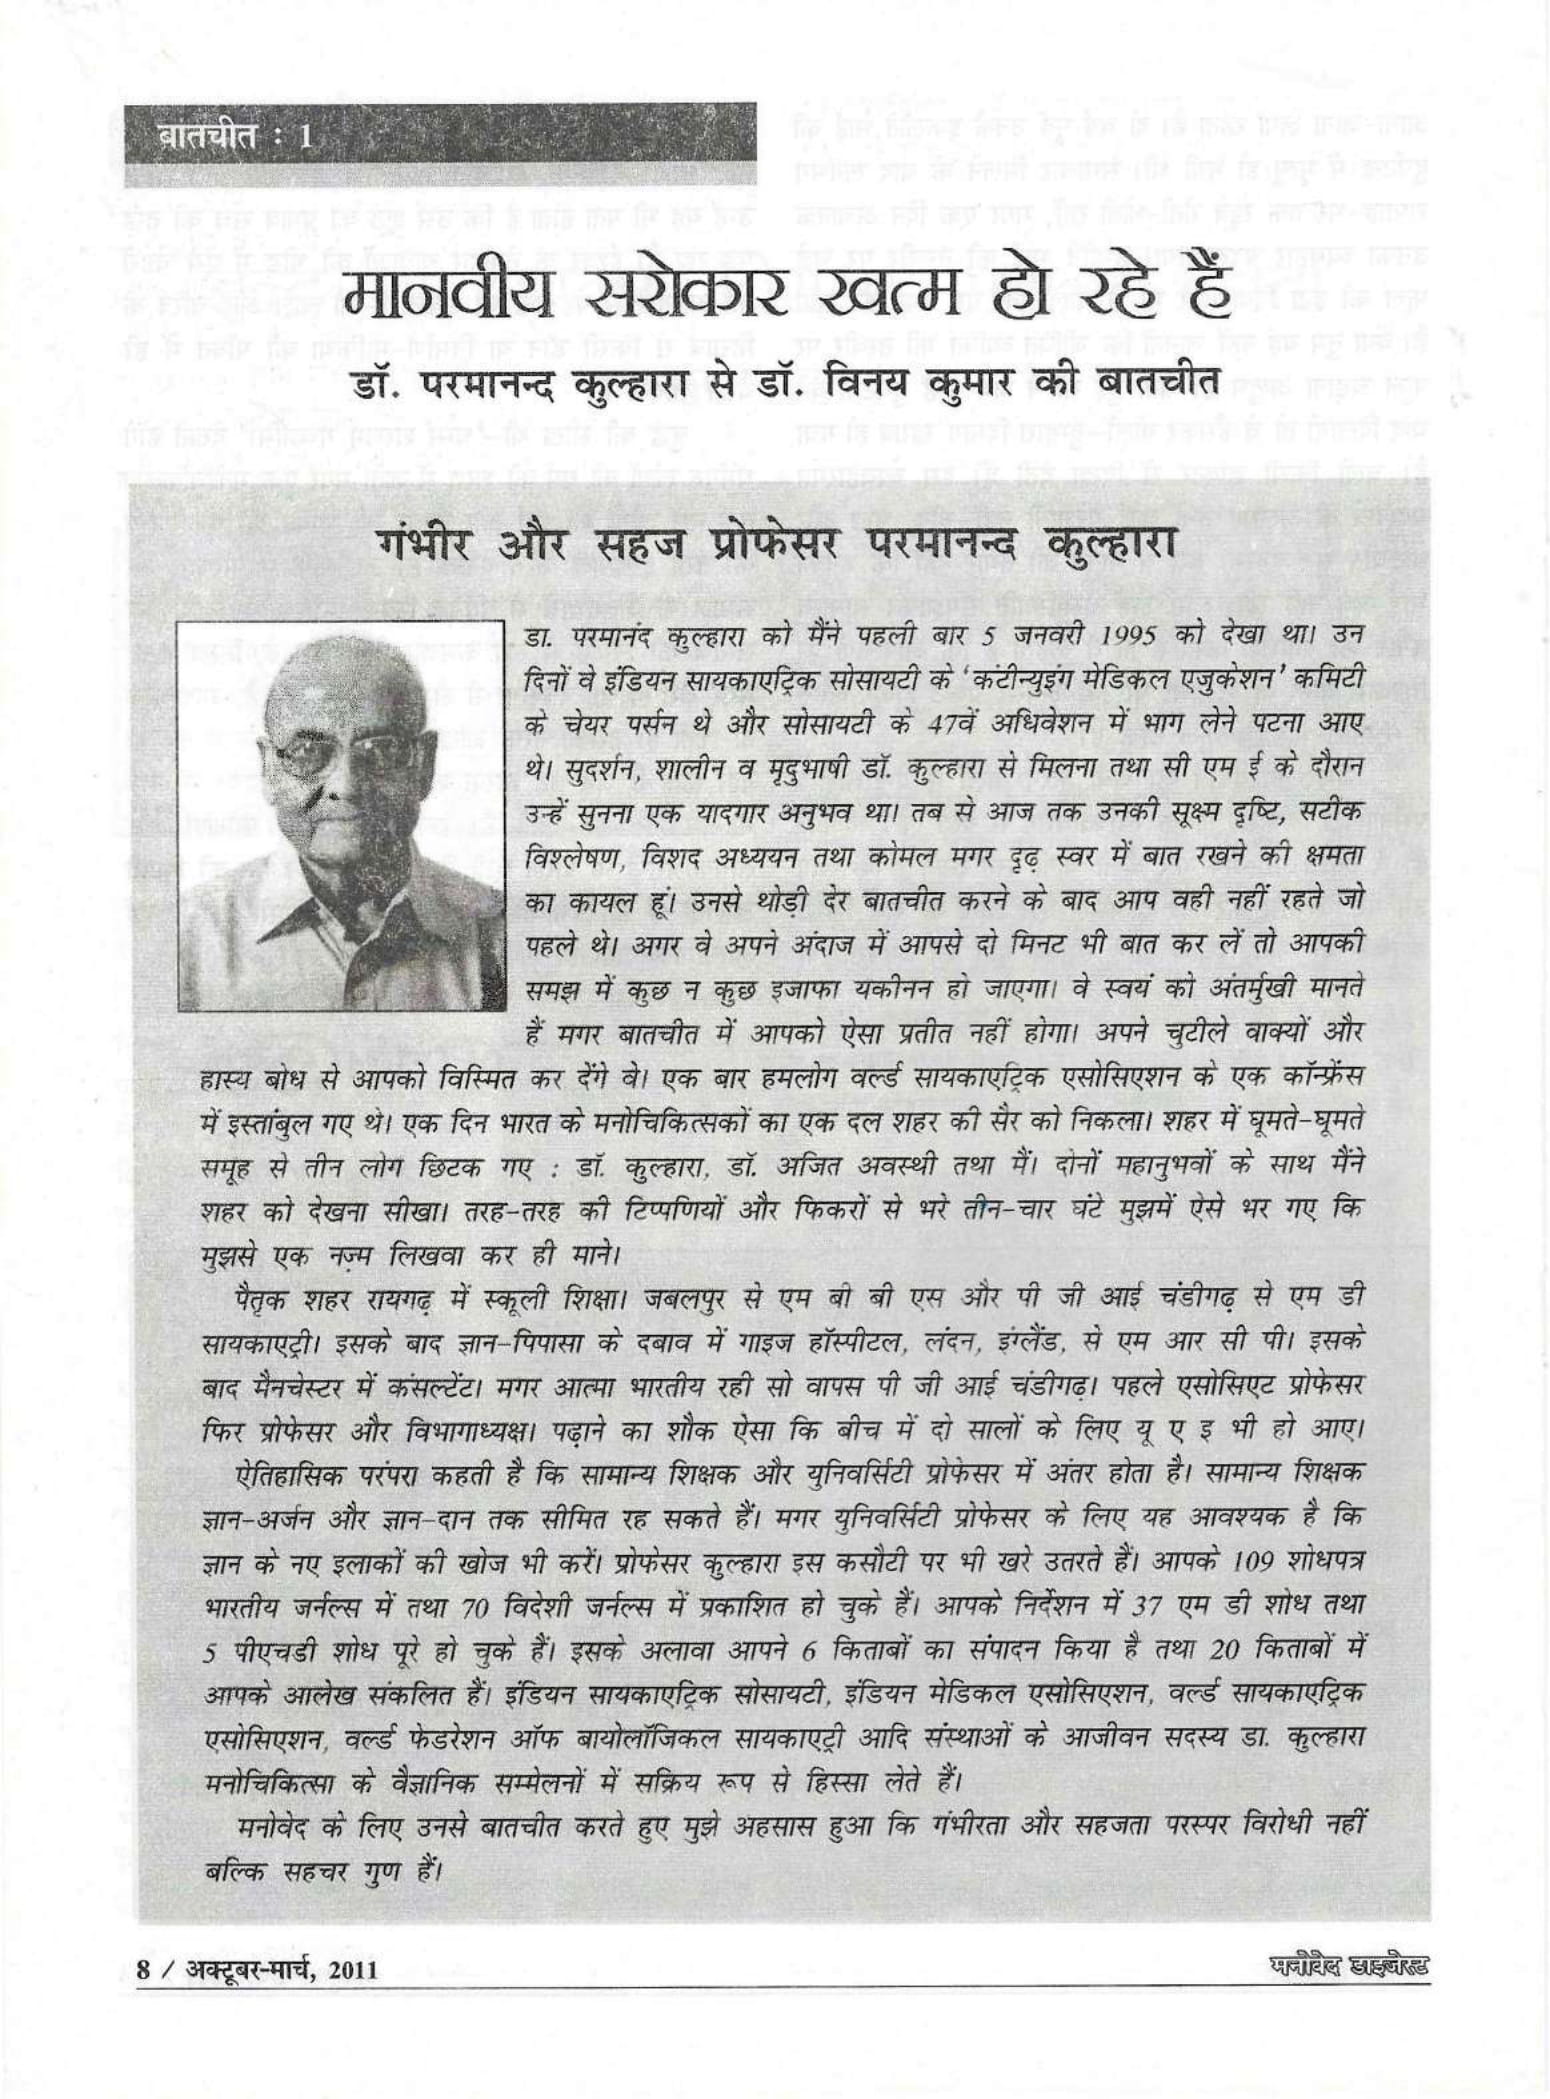 बातचीत : 1
मानवीय सरोकार खत्म हो रहे हैं
डॉ. परमानन्द कुल्हारा से डॉ. विनय कुमार की बातचीत
गंभीर और सहज प्रोफेसर परमानन्द कुल्हारा
डा. परमानंद कुल्हारा को मैंने पहली बार 5 जनवरी 1995 को देखा था। उन
दिनों वे इंडियन सायकाएट्रिक सोसायटी के ‘कंटीन्युइंग मेडिकल एजुकेशन’ कमिटी
के चेयर पर्सन थे और सोसायटी के 47वें अधिवेशन में भाग लेने पटना आए
थे। सुदर्शन, शालीन व मृदुभाषी डॉ. कुल्हारा से मिलना तथा सी एम ई के दौरान
उन्हें सुनना एक यादगार अनुभव था। तब से आज तक उनकी सूक्ष्म दृष्टि, सटीक
विश्लेषण, विशद अध्ययन तथा कोमल मगर दृढ़ स्वर में बात रखने की क्षमता
का कायल हूं। उनसे थोड़ी देर बातचीत करने के बाद आप वही नहीं रहते जो
पहले थे। अगर वे अपने अंदाज में आपसे दो मिनट भी बात कर लें तो आपकी
समझ में कुछ न कुछ इजाफा यकीनन हो जाएगा। वे स्वयं को अंतर्मुखी मानते
हैं मगर बातचीत में आपको ऐसा प्रतीत नहीं होगा। अपने चुटीले वाक्यों और
हास्य बोध से आपको विस्मित कर देंगे वे। एक बार हमलोग वर्ल्ड सायकाएट्रिक एसोसिएशन के एक कॉन्फ्रेंस
में इस्तांबुल गए थे। एक दिन भारत के मनोचिकित्सकों का एक दल शहर की सैर को निकला। शहर में घूमते-घूमते
समूह से तीन लोग छिटक गए : डॉ. कुल्हारा, डॉ. अजित अवस्थी तथा मैं। दोनों महानुभवों के साथ मैंने
शहर को देखना सीखा। तरह-तरह की टिप्पणियों और फिकरों से भरे तीन-चार घंटे मुझमें ऐसे भर गए कि
मुझसे एक नज़्म लिखवा कर ही माने।
पैतृक शहर रायगढ़ में स्कूली शिक्षा। जबलपुर से एम बी बी एस और पी जी आई चंडीगढ़ से एम डी
सायकाएट्री। इसके बाद ज्ञान-पिपासा के दबाव में गाइज हॉस्पीटल, लंदन, इंग्लैंड, से एम आर सी पी। इसके
बाद मैनचेस्टर में कंसल्टेंट। मगर आत्मा भारतीय रही सो वापस पी जी आई चंडीगढ़। पहले एसोसिएट प्रोफेसर
फिर प्रोफेसर और विभागाध्यक्ष। पढ़ाने का शौक ऐसा कि बीच में दो सालों के लिए यू ए इ भी हो आए।
ऐतिहासिक परंपरा कहती है कि सामान्य शिक्षक और युनिवर्सिटी प्रोफेसर में अंतर होता है। सामान्य शिक्षक
ज्ञान-अर्जन और ज्ञान-दान तक सीमित रह सकते हैं। मगर युनिवर्सिटी प्रोफेसर के लिए यह आवश्यक है कि
ज्ञान के नए इलाकों की खोज भी करें। प्रोफेसर कुल्हारा इस कसौटी पर भी खरे उतरते हैं। आपके 109 शोधपत्र
भारतीय जर्नल्स में तथा 70 विदेशी जर्नल्स में प्रकाशित हो चुके हैं। आपके निर्देशन में 37 एम डी शोध तथा
5 पीएचडी शोध पूरे हो चुके हैं। इसके अलावा आपने 6 किताबों का संपादन किया है तथा 20 किताबों में
आपके आलेख संकलित हैं। इंडियन सायकाएट्रिक सोसायटी, इंडियन मेडिकल एसोसिएशन, वर्ल्ड सायकाएट्रिक
एसोसिएशन, वर्ल्ड फेडरेशन ऑफ बायोलॉजिकल सायकाएट्री आदि संस्थाओं के आजीवन सदस्य डा. कुल्हारा
मनोचिकित्सा के वैज्ञानिक सम्मेलनों में सक्रिय रूप से हिस्सा लेते हैं।
मनोवेद के लिए उनसे बातचीत करते हुए मुझे अहसास हुआ कि गंभीरता और सहजता परस्पर विरोधी नहीं
बल्कि सहचर गुण हैं।
8 / अक्टूबर-मार्च, 2011
मनोवेद डाइजेस्ट